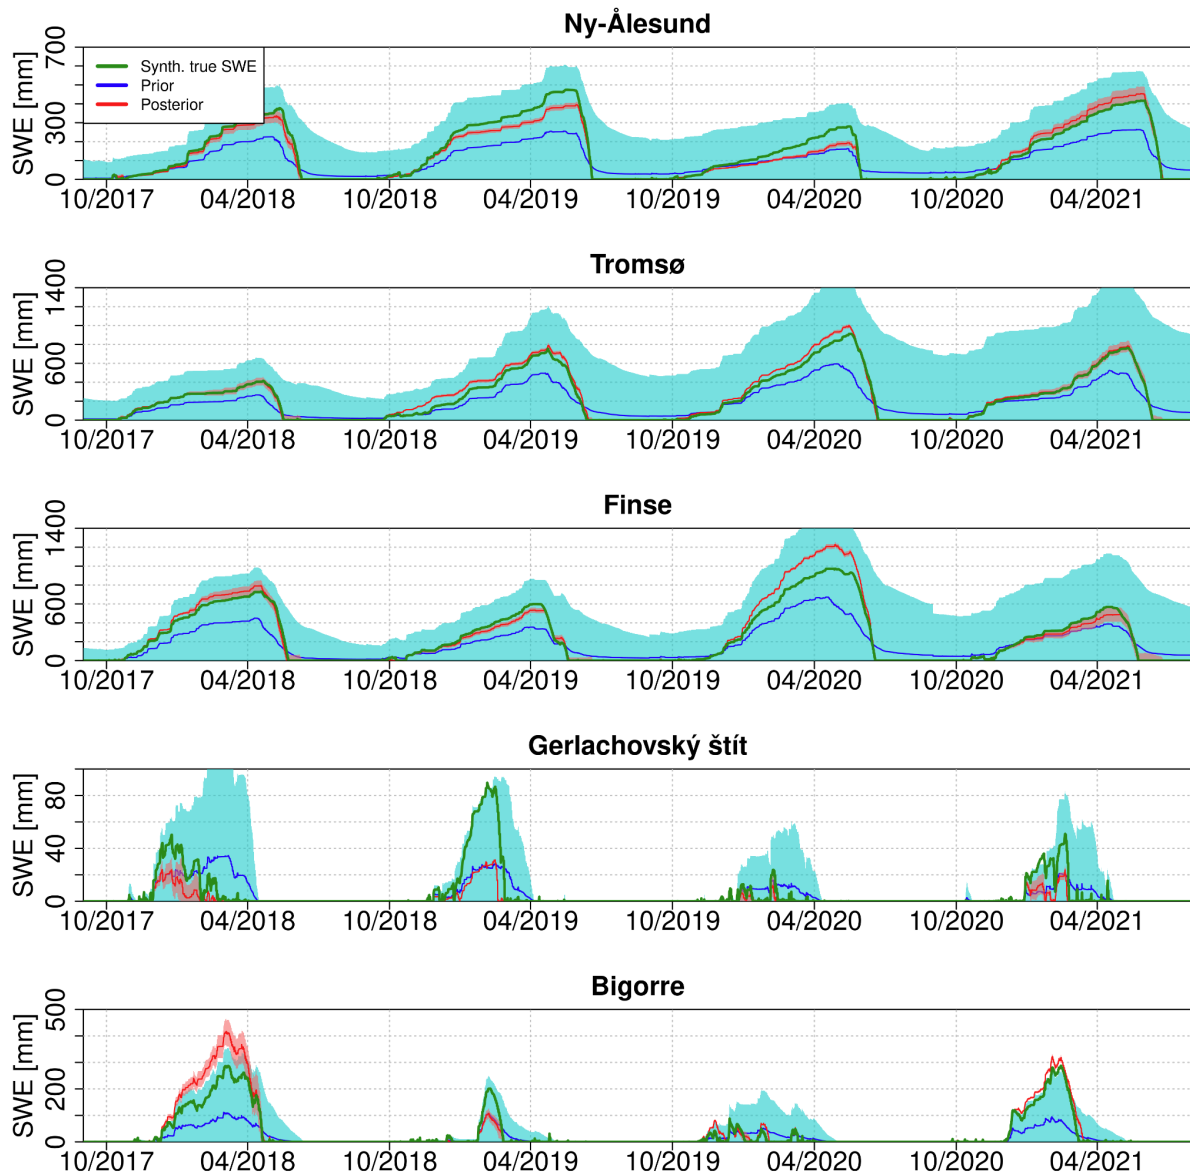 Ny-Ålesund
SWE [mm]
0 300 700
Synth. true SWE
Prior
Posterior
10/2017 04/2018 10/2018 04/2019 10/2019 04/2020 10/2020 04/2021
Tromsø
SWE [mm]
0 600 1400
10/2017 04/2018 10/2018 04/2019 10/2019 04/2020 10/2020 04/2021
Finse
SWE [mm]
0 600 1400
10/2017 04/2018 10/2018 04/2019 10/2019 04/2020 10/2020 04/2021
Gerlachovský štít
SWE [mm]
0 40 80
10/2017 04/2018 10/2018 04/2019 10/2019 04/2020 10/2020 04/2021
Bigorre
SWE [mm]
0 200 500
10/2017 04/2018 10/2018 04/2019 10/2019 04/2020 10/2020 04/2021